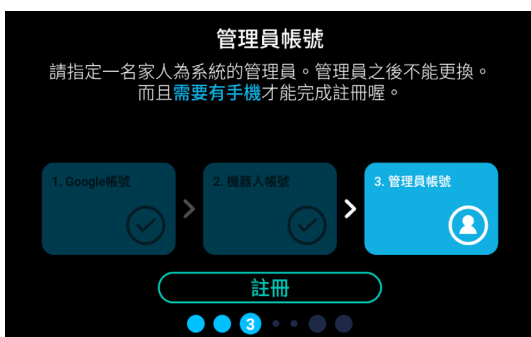 管理員帳號
請指定一名家人為系統的管理員。管理員之後不能更換。
而且需要有手機才能完成註冊喔。
1. Google帳號
2. 機器人帳號
3. 管理員帳號
註冊
3